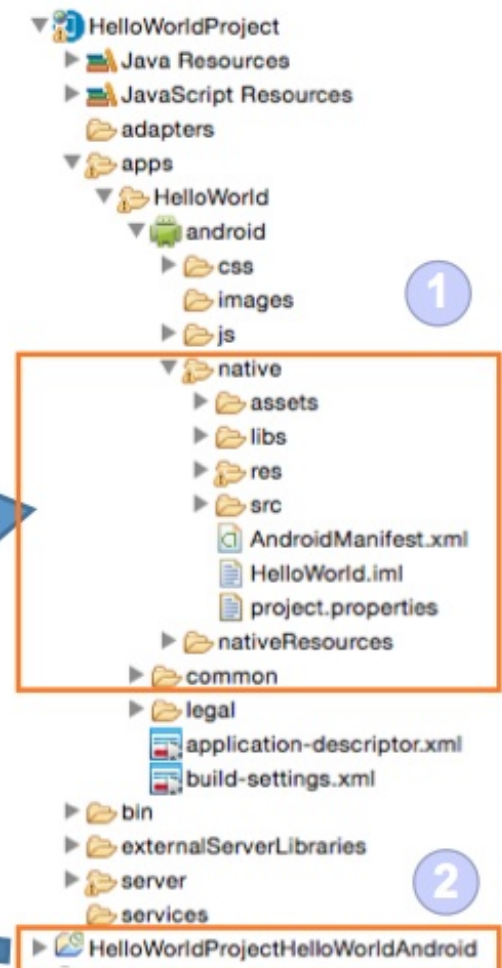 HelloWorldProject
Java Resources
JavaScript Resources
adapters
apps
HelloWorld
android
css
images
1
js
native
assets
libs
res
src
AndroidManifest.xml
HelloWorld.iml
project.properties
nativeResources
common
legal
application-descriptor.xml
build-settings.xml
bin
externalServerLibraries
server
2
services
HelloWorldProjectHelloWorldAndroid